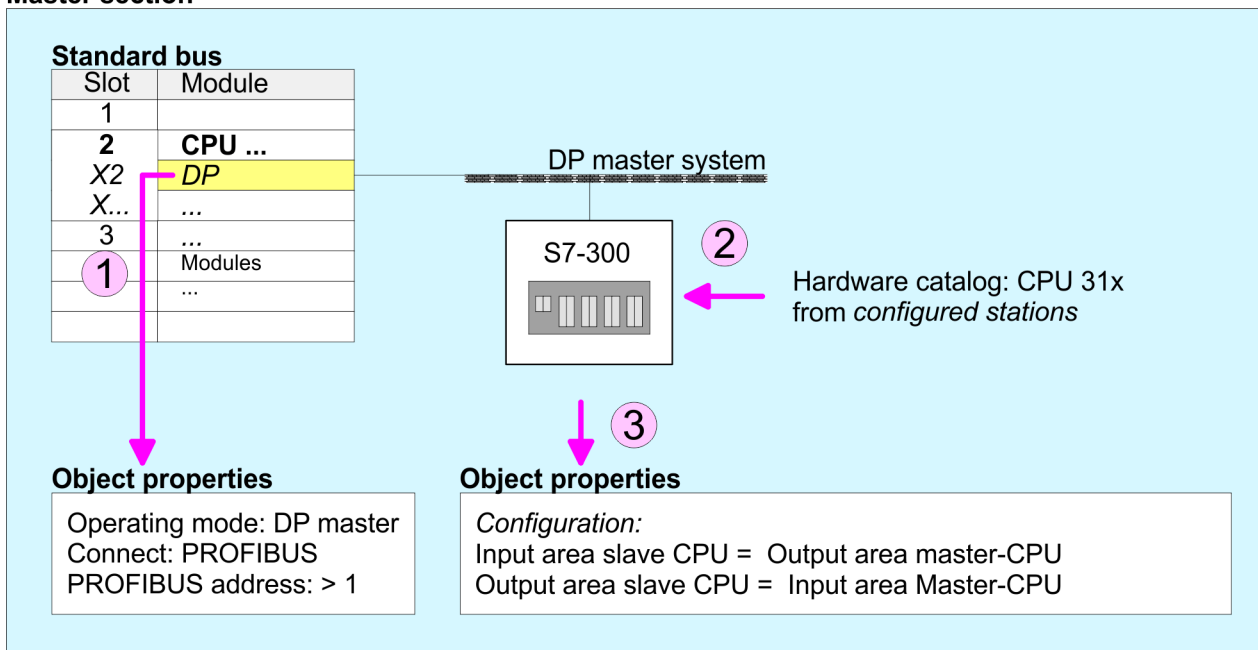 Master section
Standard bus
Slot Module
1
2 CPU ...
X2 DP
X... ...
3 ...
Modules
...
DP master system
S7-300
1
2
Hardware catalog: CPU 31x
from configured stations
3
Object properties
Operating mode: DP master
Connect: PROFIBUS
PROFIBUS address: > 1
Object properties
Configuration:
Input area slave CPU = Output area master-CPU
Output area slave CPU = Input area Master-CPU